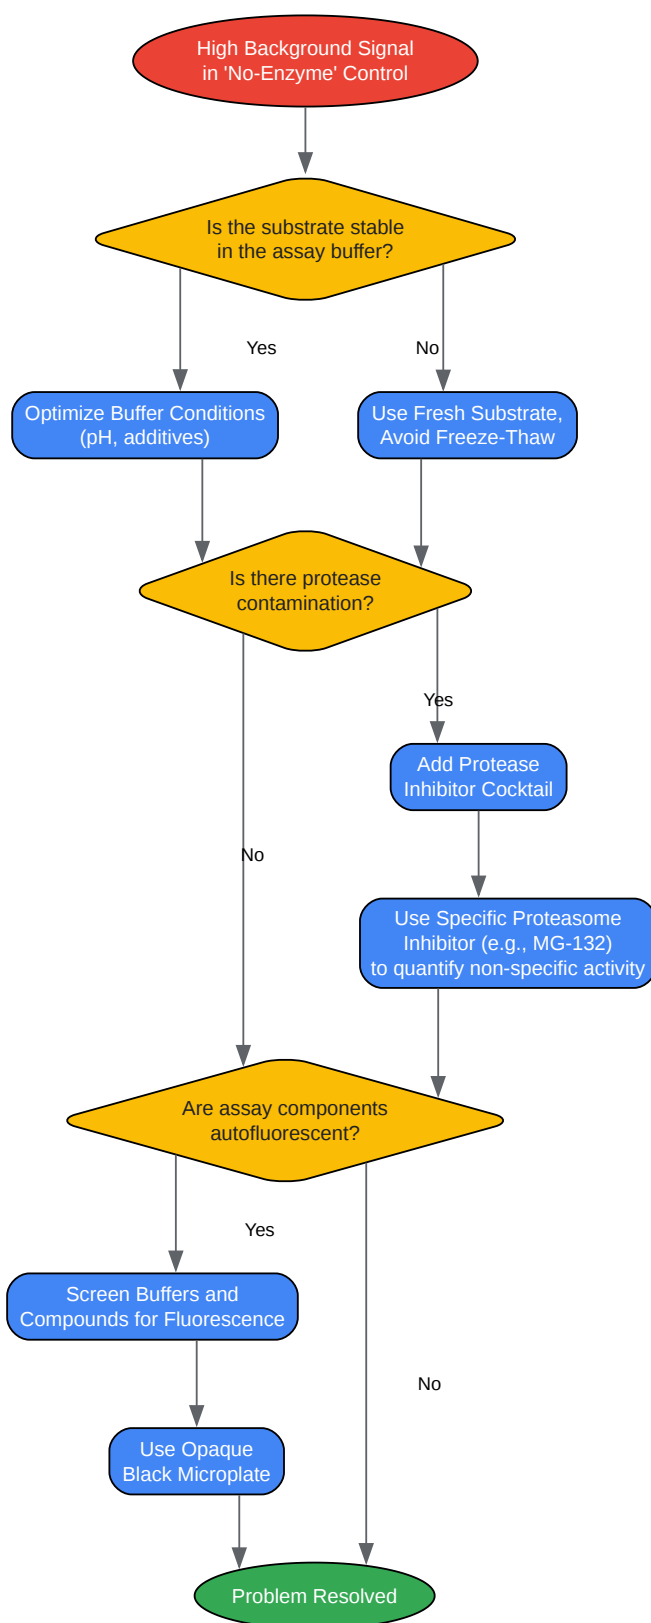 High Background Signal
in 'No-Enzyme' Control
Is the substrate stable
in the assay buffer?
Yes
No
Optimize Buffer Conditions
(pH, additives)
Use Fresh Substrate,
Avoid Freeze-Thaw
Is there protease
contamination?
Yes
Add Protease
Inhibitor Cocktail
No
Use Specific Proteasome
Inhibitor (e.g., MG-132)
to quantify non-specific activity
Are assay components
autofluorescent?
Yes
Screen Buffers and
Compounds for Fluorescence
No
Use Opaque
Black Microplate
Problem Resolved